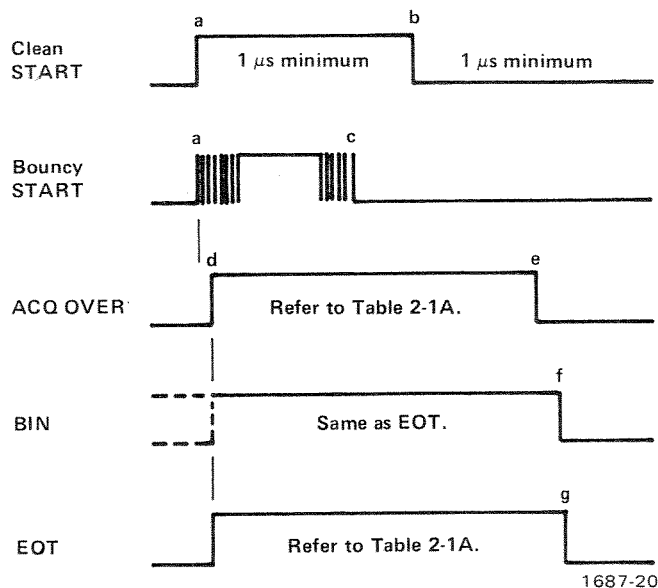 a
b
Clean
START
1 μs minimum
1 μs minimum
a
c
Bouncy
START
d
e
ACQ OVER
Refer to Table 2-1A.
f
BIN
Same as EOT.
g
EOT
Refer to Table 2-1A.
1687-20